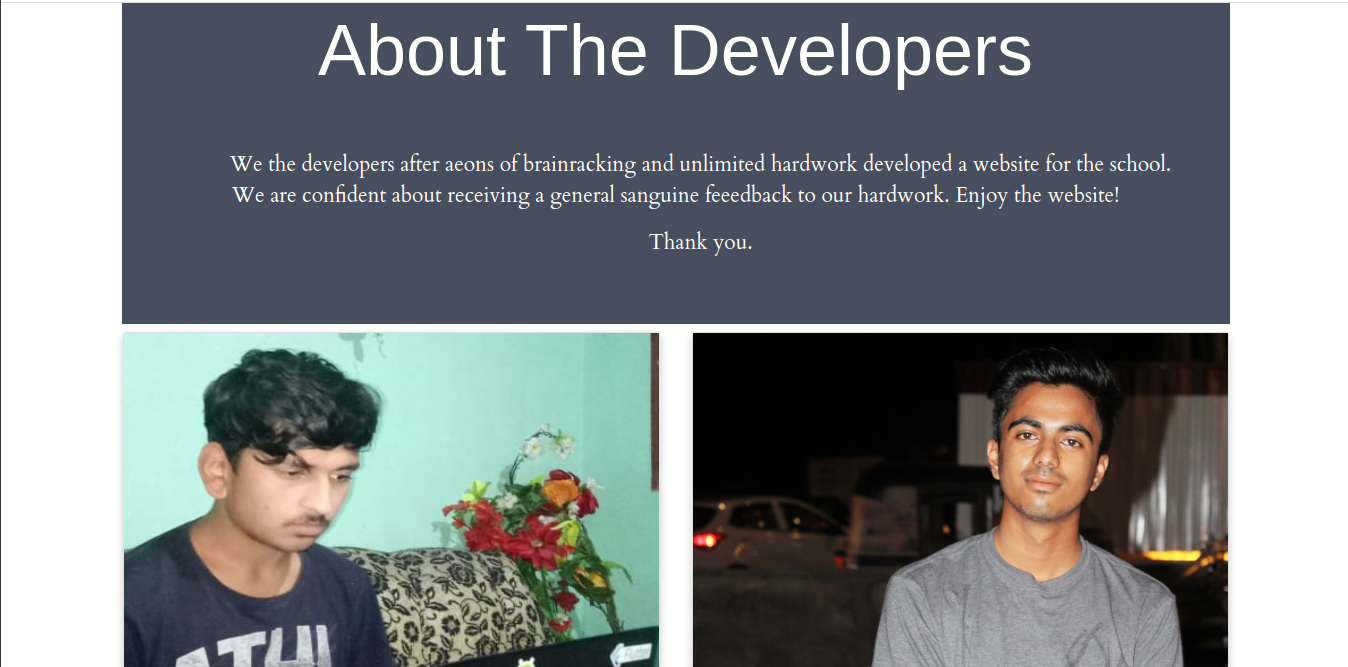 About The Developers
We the developers after aeons of brainracking and unlimited hardwork developed a website for the school.
We are confident about receiving a general sanguine feeedback to our hardwork. Enjoy the website!
Thank you.